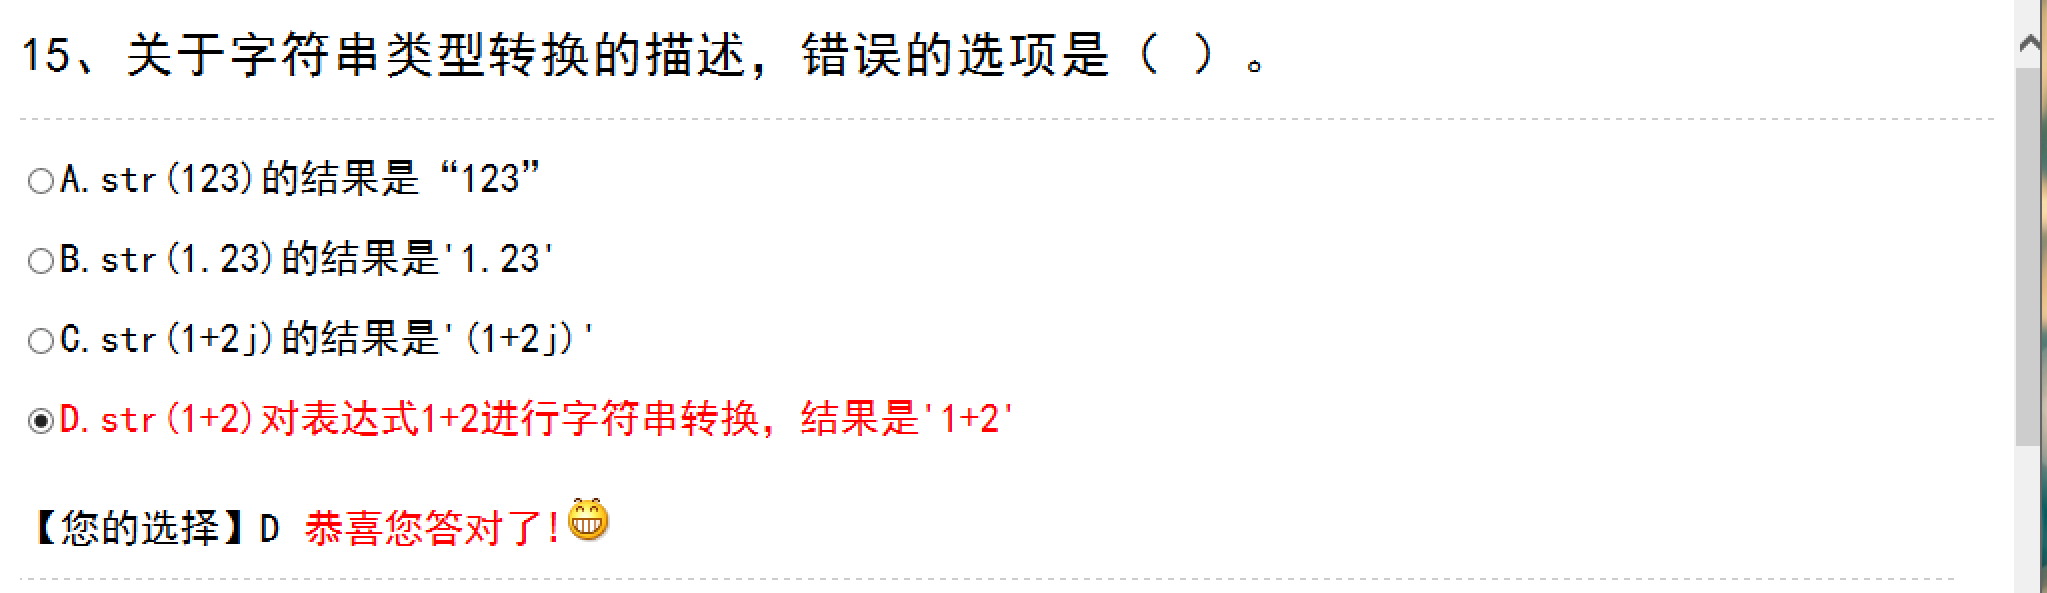 15、关于字符串类型转换的描述，错误的选项是（ ）。
A.str(123)的结果是“123”
B.str(1.23)的结果是'1.23'
C.str(1+2j)的结果是'(1+2j)'
D.str(1+2)对表达式1+2进行字符串转换，结果是'1+2'
【您的选择】D 恭喜您答对了!